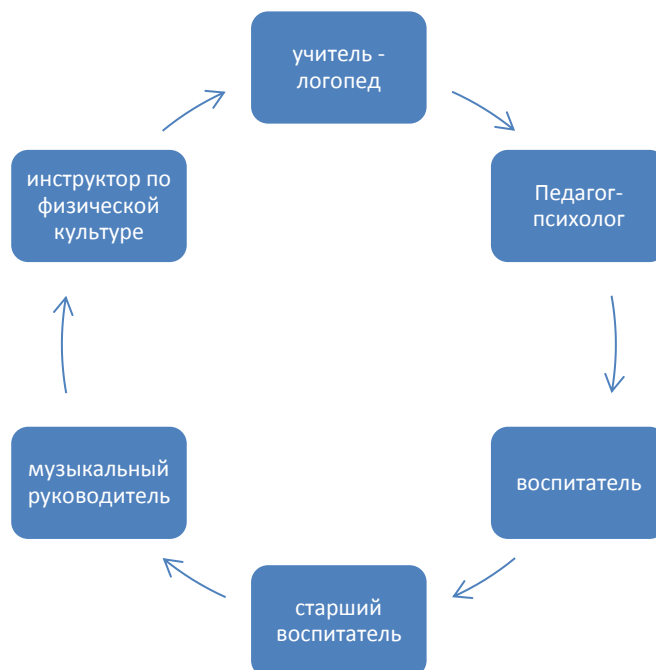 учитель -
логопед
Педагог-
психолог
воспитатель
старший
воспитатель
музыкальный
руководитель
инструктор по
физической
культуре